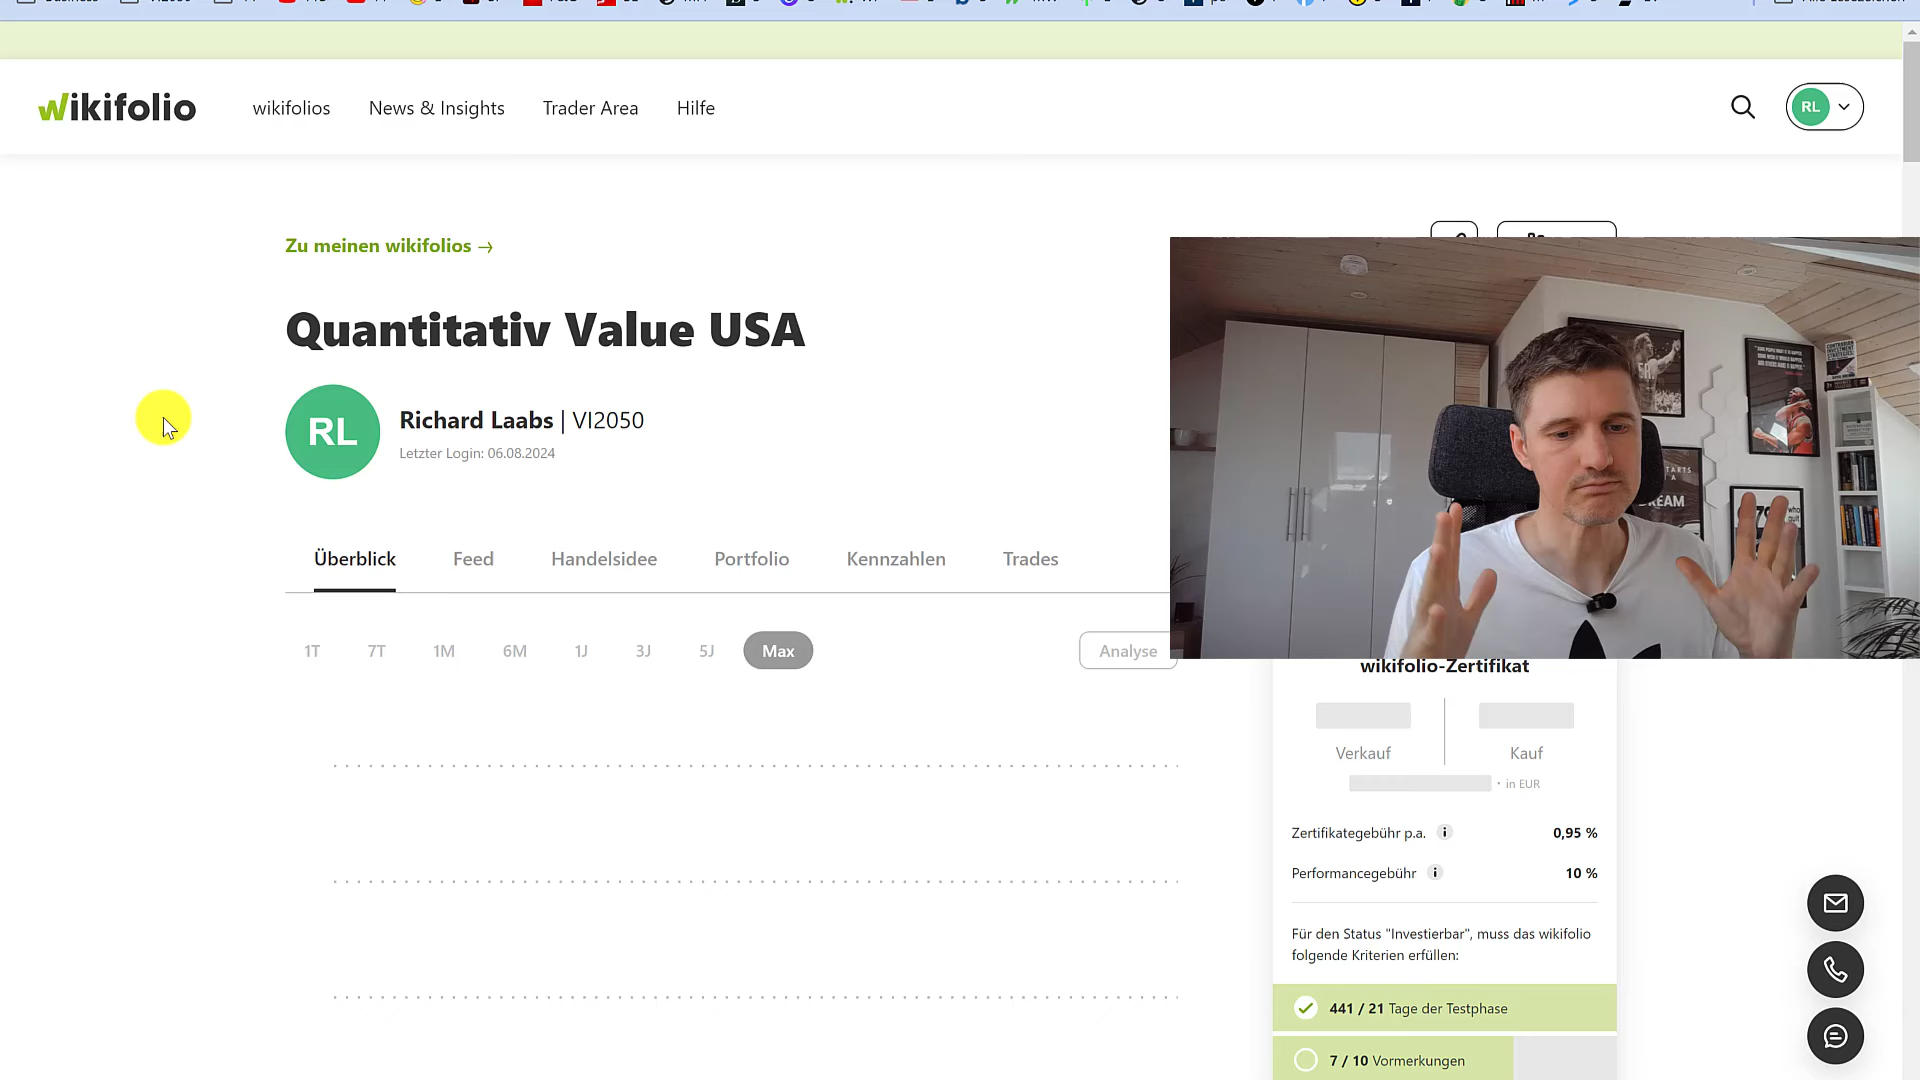 wikifolio
wikifolios
News & Insights
Trader Area
Hilfe
RL
Zu meinen wikifolios →
Quantitativ Value USA
RL
Richard Laabs | VI2050
Letzter Login: 06.08.2024
Überblick
Feed
Handelsidee
Portfolio
Kennzahlen
Trades
1T
7T
1M
6M
1J
3J
5J
Max
Analyse
wikifolio-Zertifikat
Verkauf
Kauf
• in EUR
Zertifikategebühr p.a.
0,95 %
Performancegebühr
10 %
Für den Status "Investierbar", muss das wikifolio
folgende Kriterien erfüllen:
441 / 21 Tage der Testphase
7 / 10 Vormerkungen